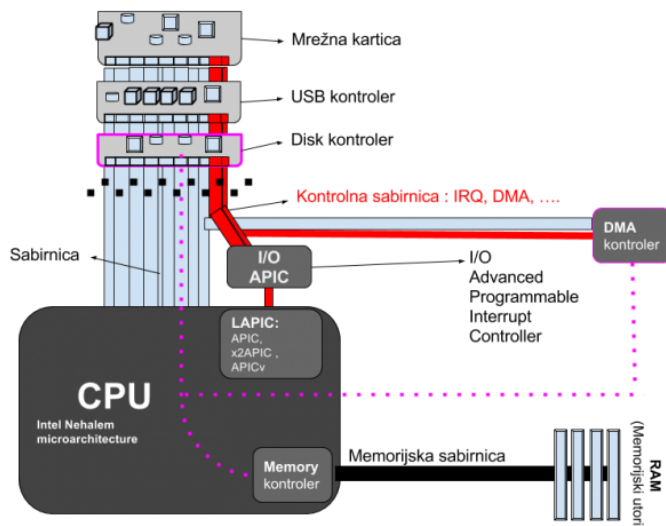 Mrežna kartica
USB kontroler
Disk kontroler
Kontrolna sabirnica : IRQ, DMA, ....
DMA
kontroler
Sabirnica
I/O
APIC
I/O
Advanced
Programmable
Interrupt
Controller
LAPIC:
APIC,
x2APIC ,
APICv
CPU
Intel Nehalem
microarchitecture
Memory
kontroler
Memorijska sabirnica
RAM
(Memorijski utori)